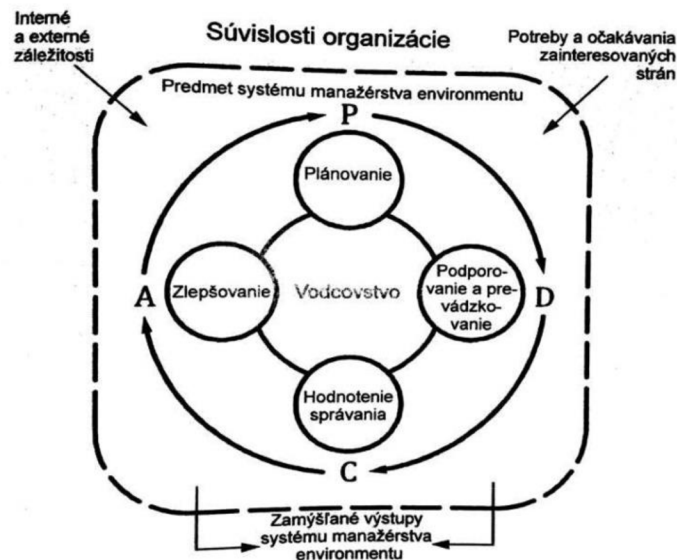 Interné
a externé
záležitosti
Súvislosti organizácie
Potreby a očakávania
zainteresovaných
strán
Predmet systému manažérstva environmentu
P
Plánovanie
A
Zlepšovanie
Vodcovstvo
Podporo-
vanie a pre-
vádzko-
vanie
D
Hodnotenie
správania
C
Zamýšľané výstupy
systému manažérstva
environmentu